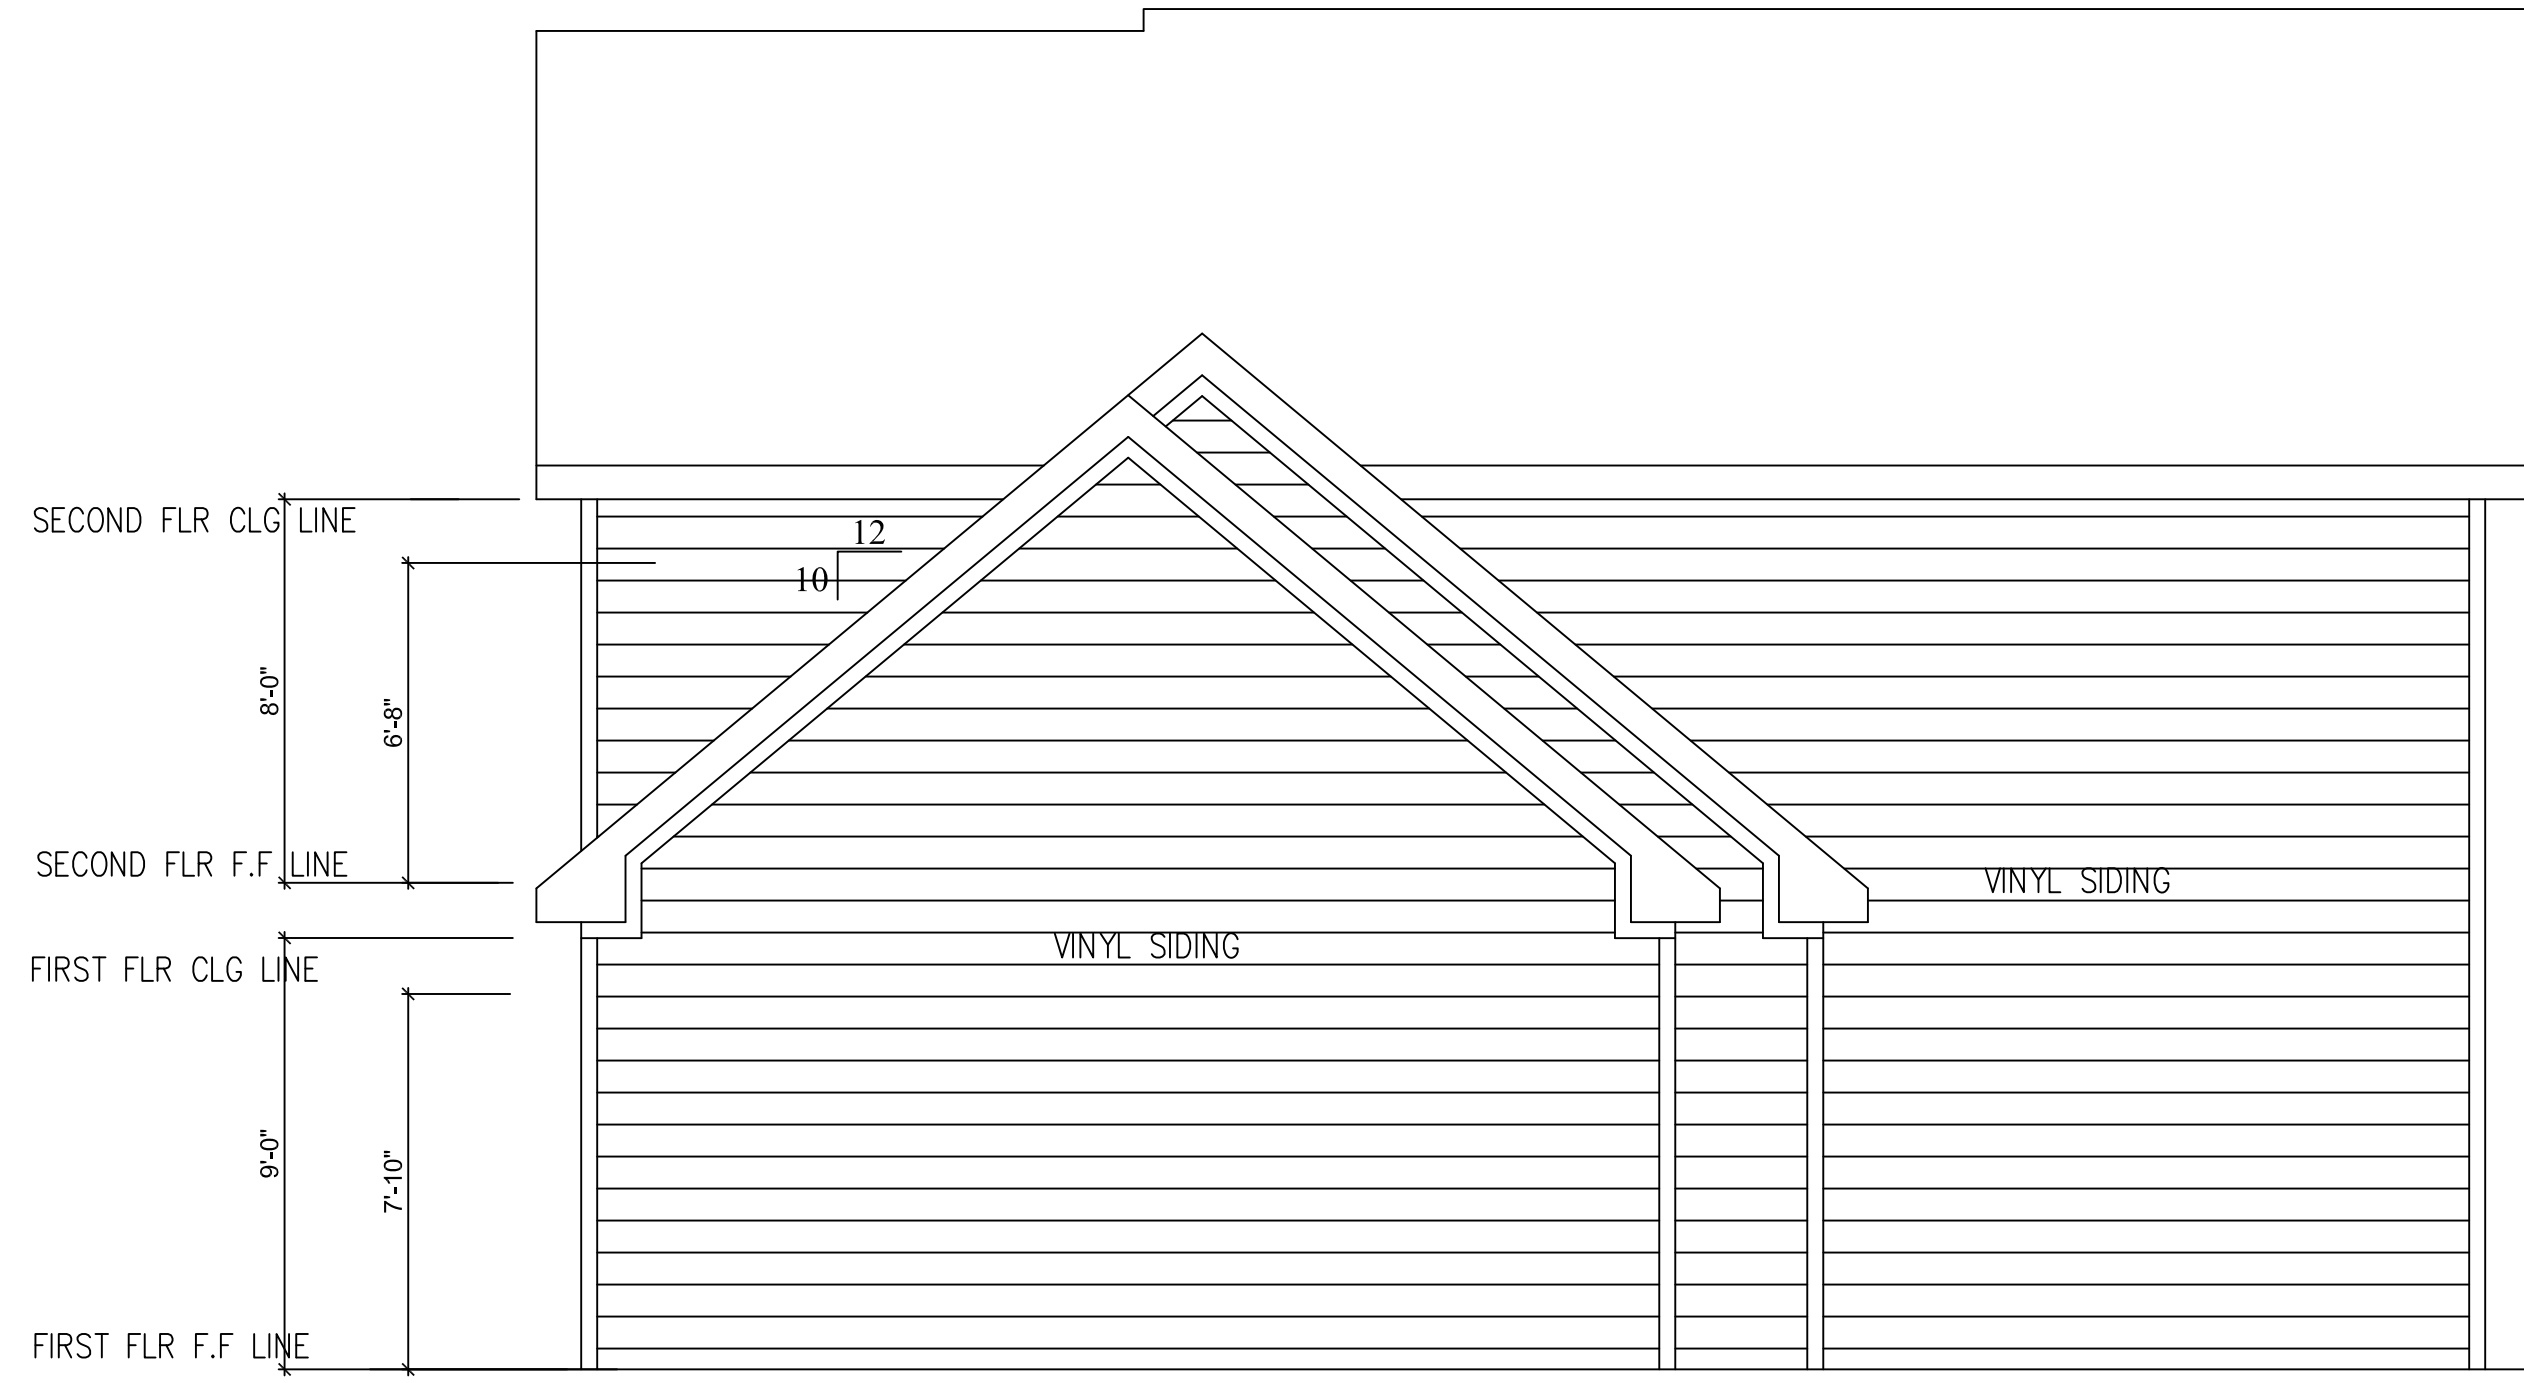 SECOND FLR CLG LINE
12
10
8'-0"
6'-8"
SECOND FLR F.F LINE
VINYL SIDING
VINYL SIDING
FIRST FLR CLG LINE
9'-0"
7'-10"
FIRST FLR F.F LINE